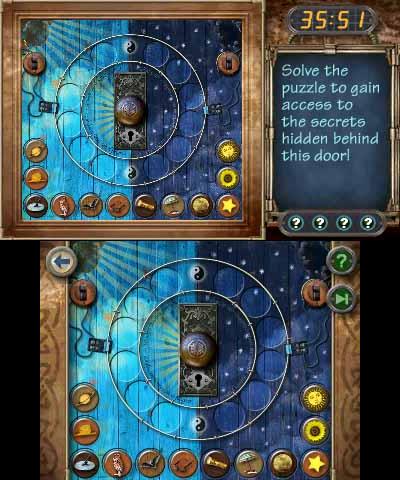 35:51
Solve the
puzzle to gain
access to
the secrets
hidden behind
this door!
? ? ? ?
?